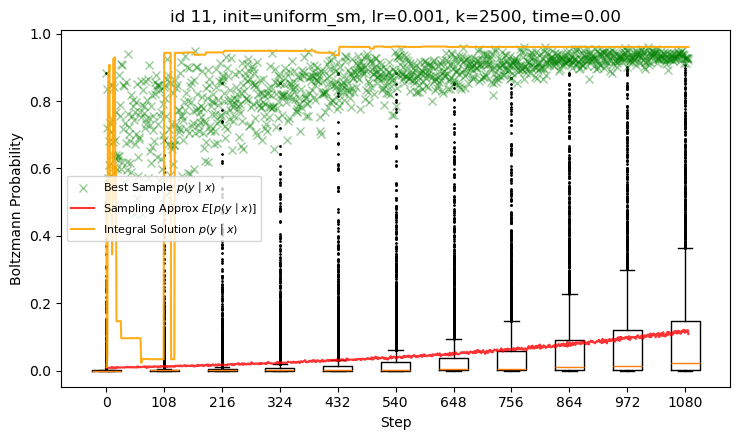 id 11, init=uniform_sm, lr=0.001, k=2500, time=0.00
Boltzmann Probability
1.0
0.8
0.6
0.4
0.2
0.0
Best Sample p(y | x)
Sampling Approx E[p(y | x)]
Integral Solution p(y | x)
0 108 216 324 432 540 648 756 864 972 1080
Step